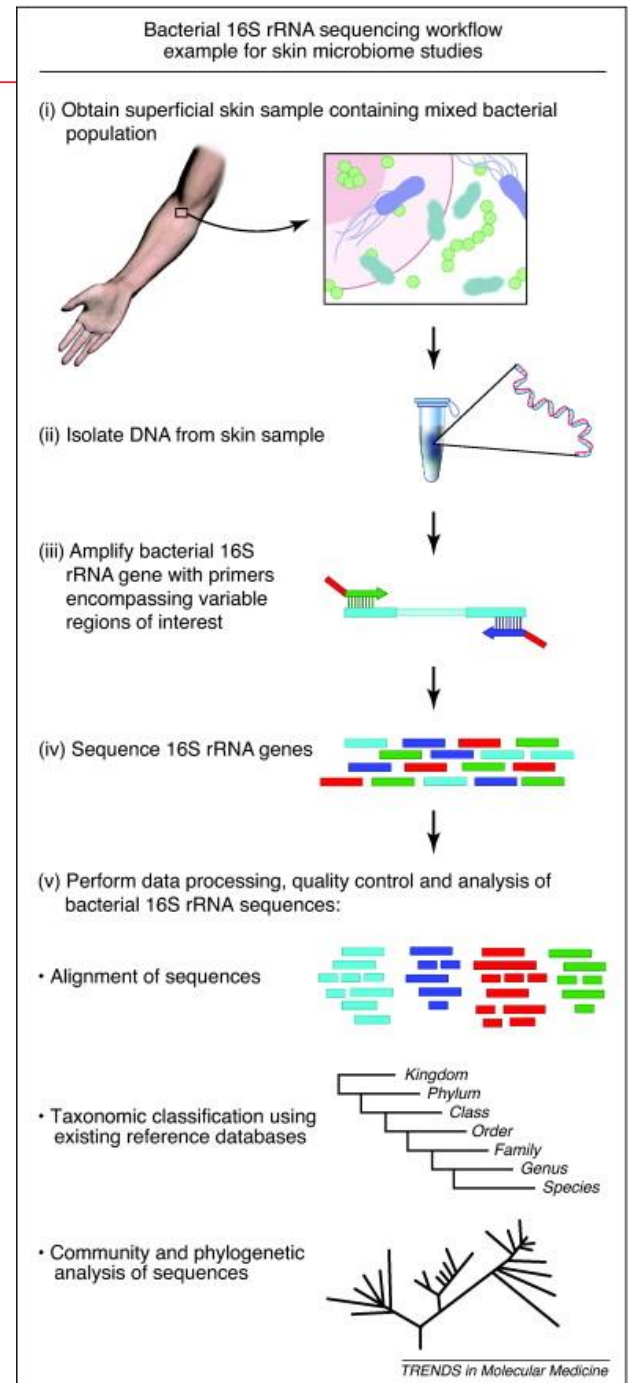 Bacterial 16S rRNA sequencing workflow
example for skin microbiome studies
(i) Obtain superficial skin sample containing mixed bacterial
population
(ii) Isolate DNA from skin sample
(iii) Amplify bacterial 16S
rRNA gene with primers
encompassing variable
regions of interest
(iv) Sequence 16S rRNA genes
(v) Perform data processing, quality control and analysis of
bacterial 16S rRNA sequences:
• Alignment of sequences
• Taxonomic classification using
existing reference databases
Kingdom
Phylum
Class
Order
Family
Genus
Species
• Community and phylogenetic
analysis of sequences
TRENDS in Molecular Medicine